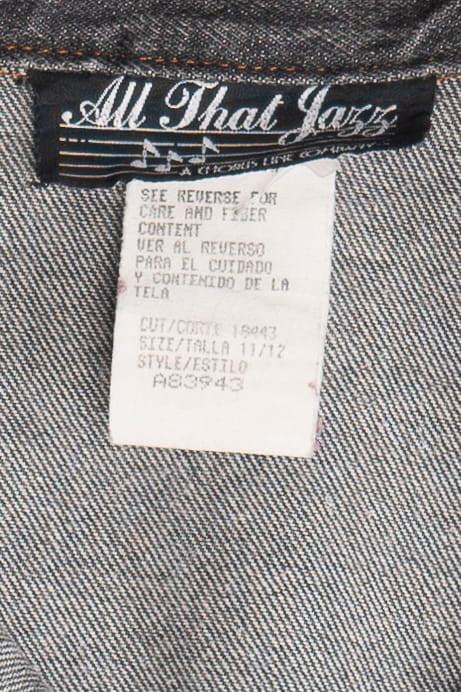 All That Jazz
A CHORUS LINE COMPANY
SEE REVERSE FOR
CARE AND FIBER
CONTENT
VER AL REVERSO
PARA EL CUIDADO
Y CONTENIDO DE LA
TELA
CUT/CORTE 18443
SIZE/TALLA 11/12
STYLE/ESTILO
A83943